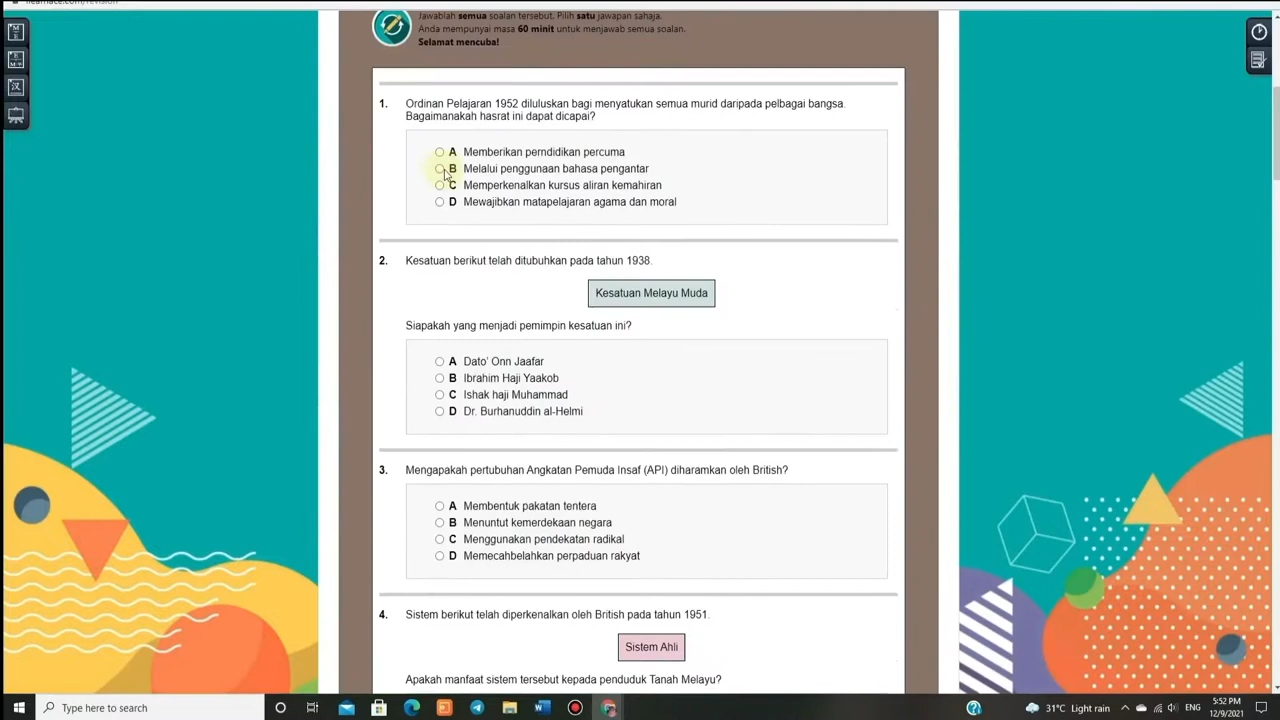 Jawablah semua soalan tersebut. Pilih satu jawapan sahaja.
Anda mempunyai masa 60 minit untuk menjawab semua soalan.
Selamat mencuba!
1. Ordinan Pelajaran 1952 diluluskan bagi menyatukan semua murid daripada pelbagai bangsa.
Bagaimanakah hasrat ini dapat dicapai?
A Memberikan perndidikan percuma
B Melalui penggunaan bahasa pengantar
C Memperkenalkan kursus aliran kemahiran
D Mewajibkan matapelajaran agama dan moral
2. Kesatuan berikut telah ditubuhkan pada tahun 1938.
Kesatuan Melayu Muda
Siapakah yang menjadi pemimpin kesatuan ini?
A Dato' Onn Jaafar
B Ibrahim Haji Yaakob
C Ishak haji Muhammad
D Dr. Burhanuddin al-Helmi
3. Mengapakah pertubuhan Angkatan Pemuda Insaf (API) diharamkan oleh British?
A Membentuk pakatan tentera
B Menuntut kemerdekaan negara
C Menggunakan pendekatan radikal
D Memecahbelahkan perpaduan rakyat
4. Sistem berikut telah diperkenalkan oleh British pada tahun 1951.
Sistem Ahli
Apakah manfaat sistem tersebut kepada penduduk Tanah Melayu?
Type here to search
31°C Light rain
ENG
5:52 PM
12/9/2021